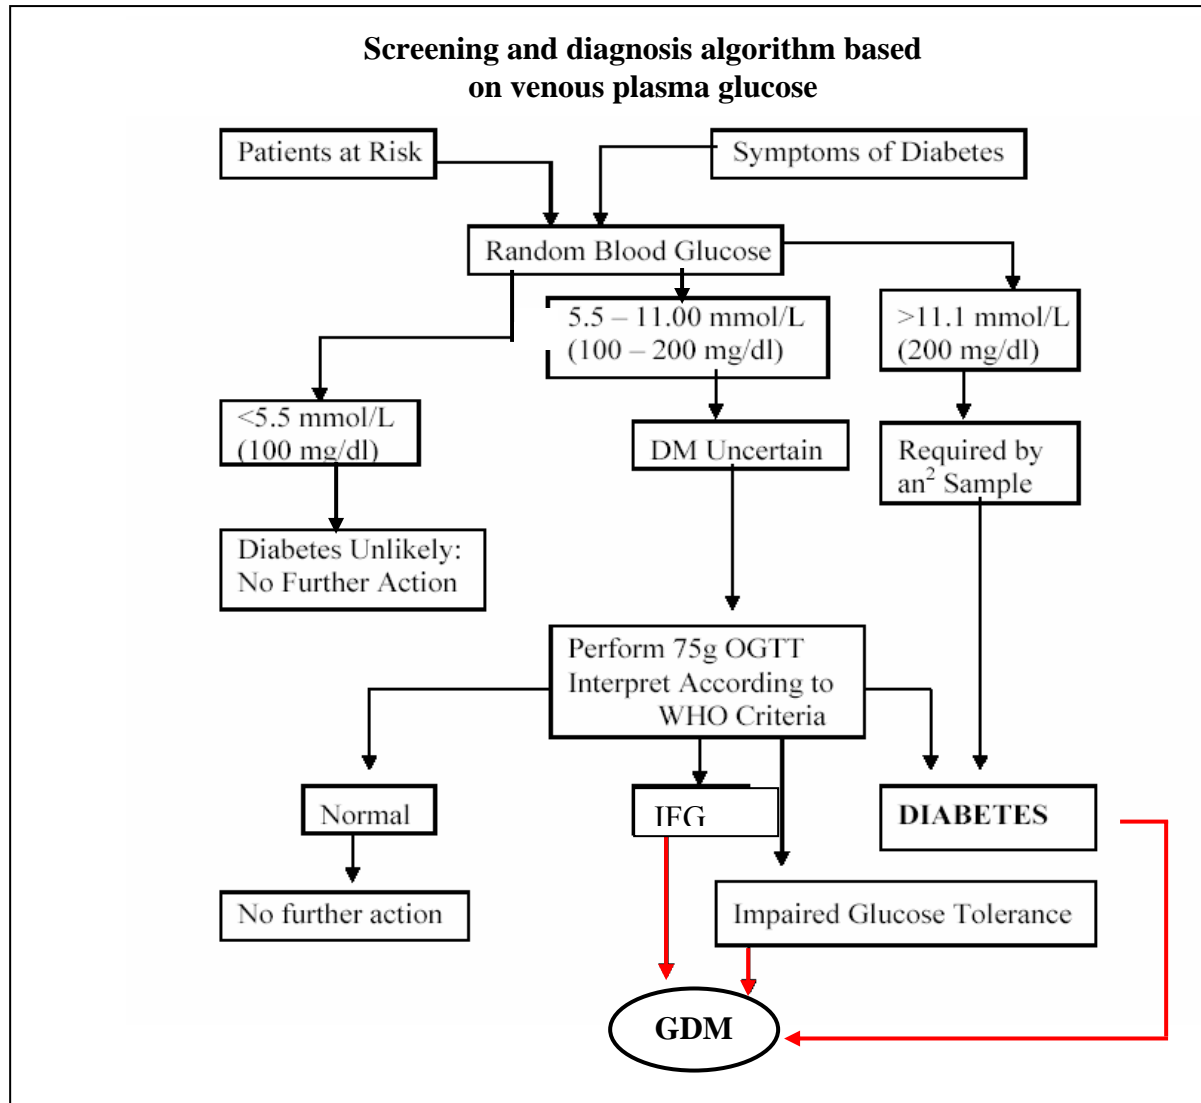 Screening and diagnosis algorithm based
on venous plasma glucose
Patients at Risk
Symptoms of Diabetes
Random Blood Glucose
5.5 – 11.00 mmol/L
(100 – 200 mg/dl)
>11.1 mmol/L
(200 mg/dl)
<5.5 mmol/L
(100 mg/dl)
DM Uncertain
Required by
an² Sample
Diabetes Unlikely:
No Further Action
Perform 75g OGTT
Interpret According to
WHO Criteria
Normal
IFG
DIABETES
No further action
Impaired Glucose Tolerance
GDM